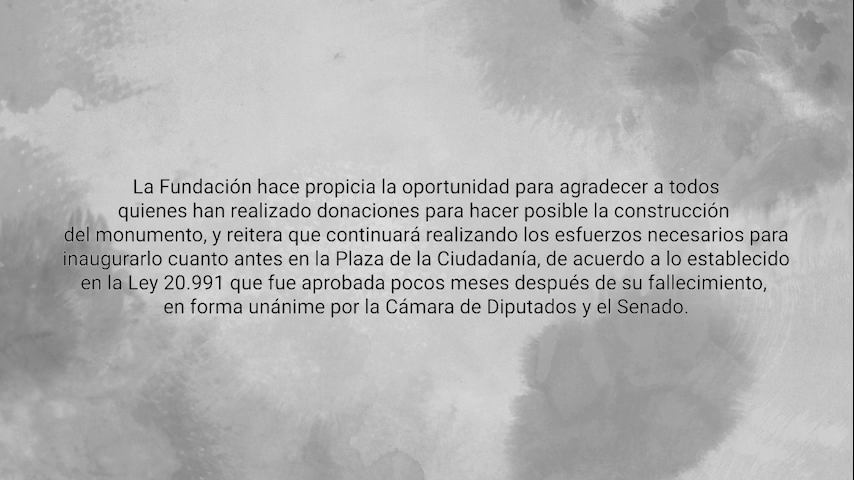 La Fundación hace propicia la oportunidad para agradecer a todos
quienes han realizado donaciones para hacer posible la construcción
del monumento, y reitera que continuará realizando los esfuerzos necesarios para
inaugurarlo cuanto antes en la Plaza de la Ciudadanía, de acuerdo a lo establecido
en la Ley 20.991 que fue aprobada pocos meses después de su fallecimiento,
en forma unánime por la Cámara de Diputados y el Senado.